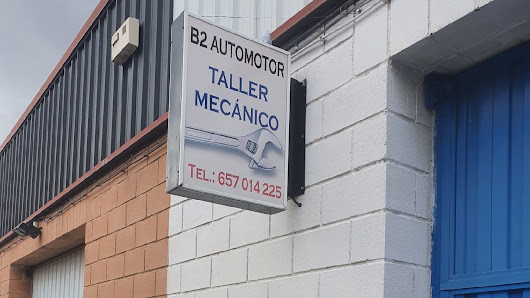 B2 AUTOMOTOR
TALLER
MECÁNICO
TEL.: 657 014 225